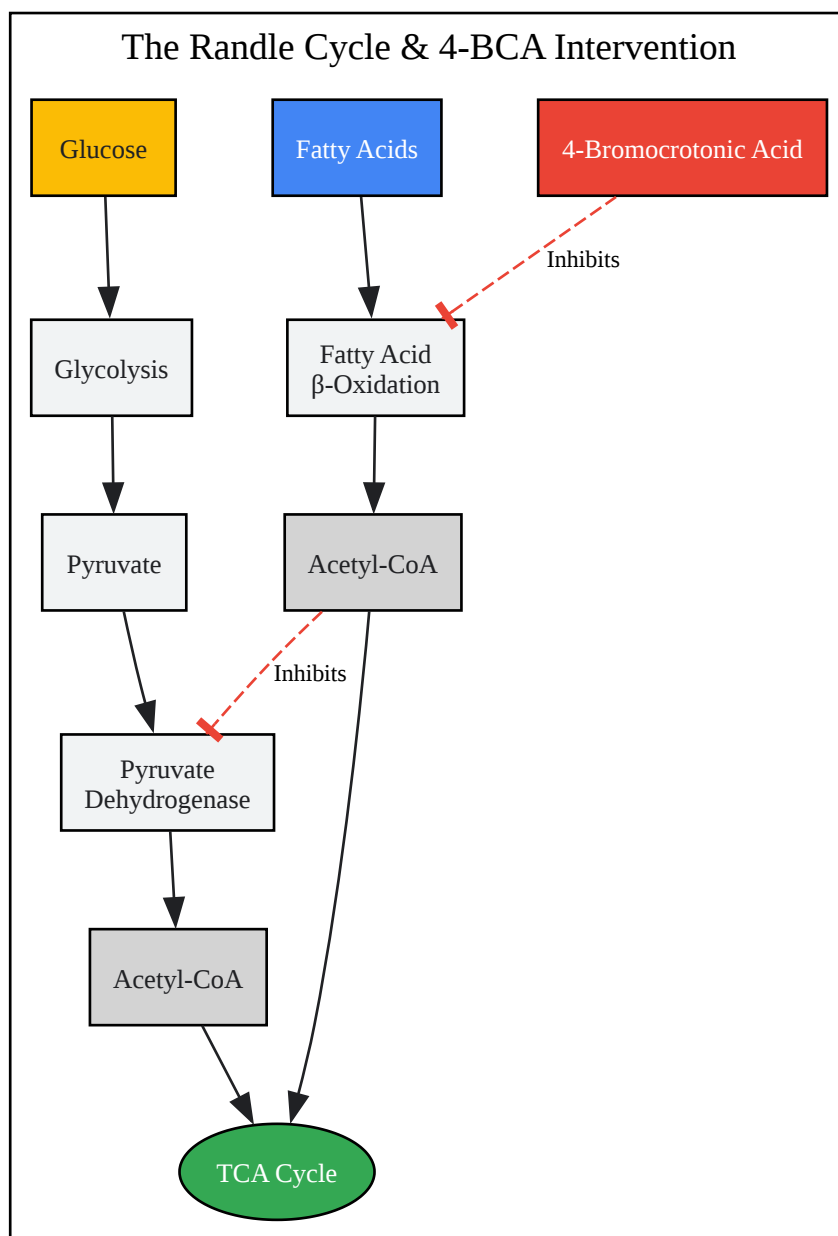 The Randle Cycle & 4-BCA Intervention
Glucose
Fatty Acids
4-Bromocrotonic Acid
Inhibits
Glycolysis
Fatty Acid
β-Oxidation
Pyruvate
Acetyl-CoA
Inhibits
Pyruvate
Dehydrogenase
Acetyl-CoA
TCA Cycle